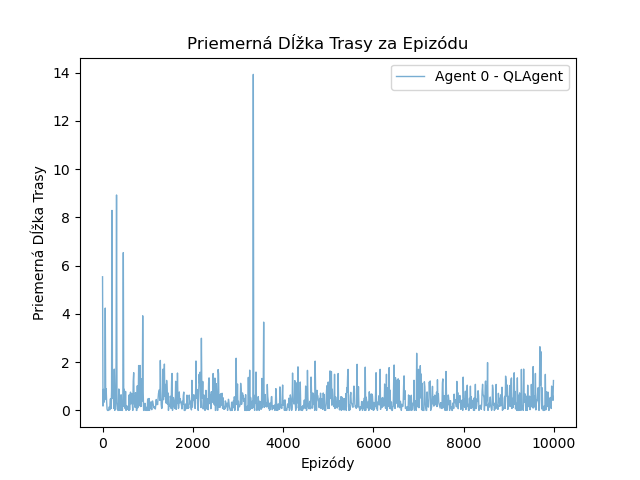 Priemerná Dĺžka Trasy za Epizódu
Agent 0 - QLAgent
Priemerná Dĺžka Trasy
14
12
10
8
6
4
2
0
0 2000 4000 6000 8000 10000
Epizódy